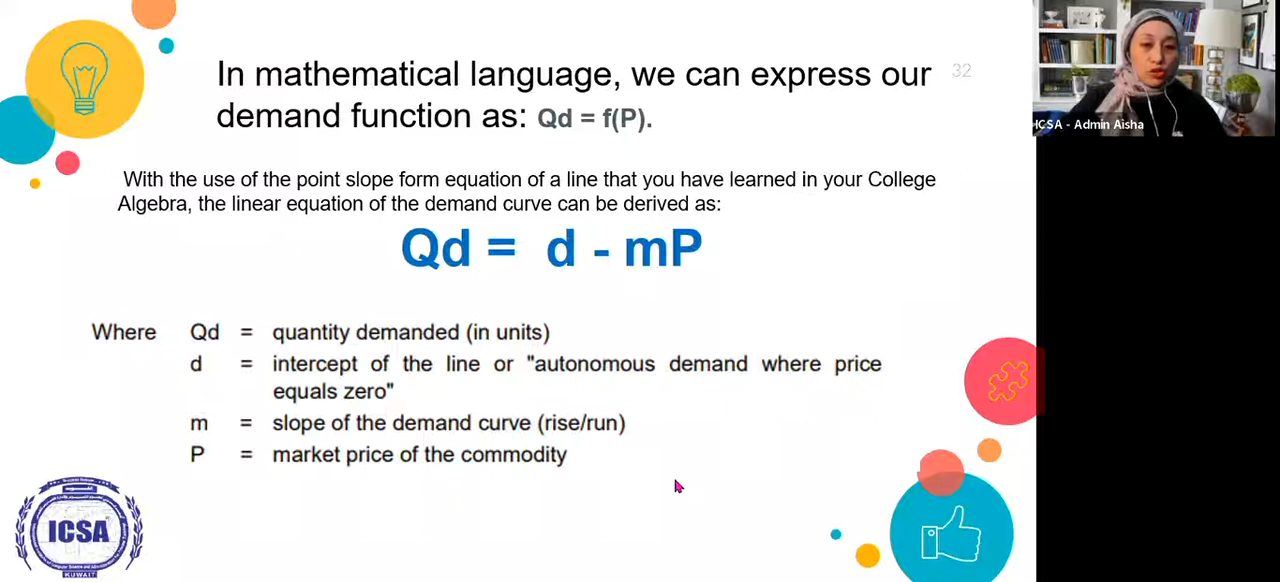 In mathematical language, we can express our
demand function as: Qd = f(P).
32
ICSA - Admin Aisha
With the use of the point slope form equation of a line that you have learned in your College
Algebra, the linear equation of the demand curve can be derived as:
Qd = d - mP
Where Qd = quantity demanded (in units)
d = intercept of the line or "autonomous demand where price
equals zero"
m = slope of the demand curve (rise/run)
P = market price of the commodity
ICSA
KUWAIT